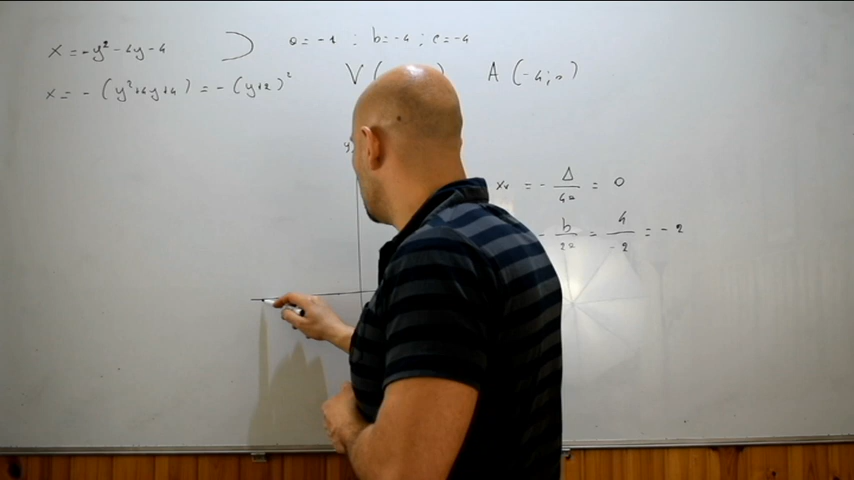 x = -y² - 4y - 4
a = -1 ; b = -4 ; c = -4
x = - (y² + 4y + 4) = - (y+2)²
V (
A (-4; 0)
y
xv = - Δ/4a = 0
- b/2a = 4/-2 = -2